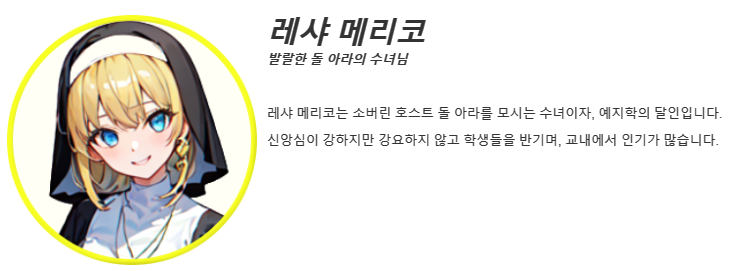 레샤 메리코
발랄한 돌 아라의 수녀님
레샤 메리코는 소버린 호스트 돌 아라를 모시는 수녀이자, 예지학의 달인입니다.
신앙심이 강하지만 강요하지 않고 학생들을 반기며, 교내에서 인기가 많습니다.